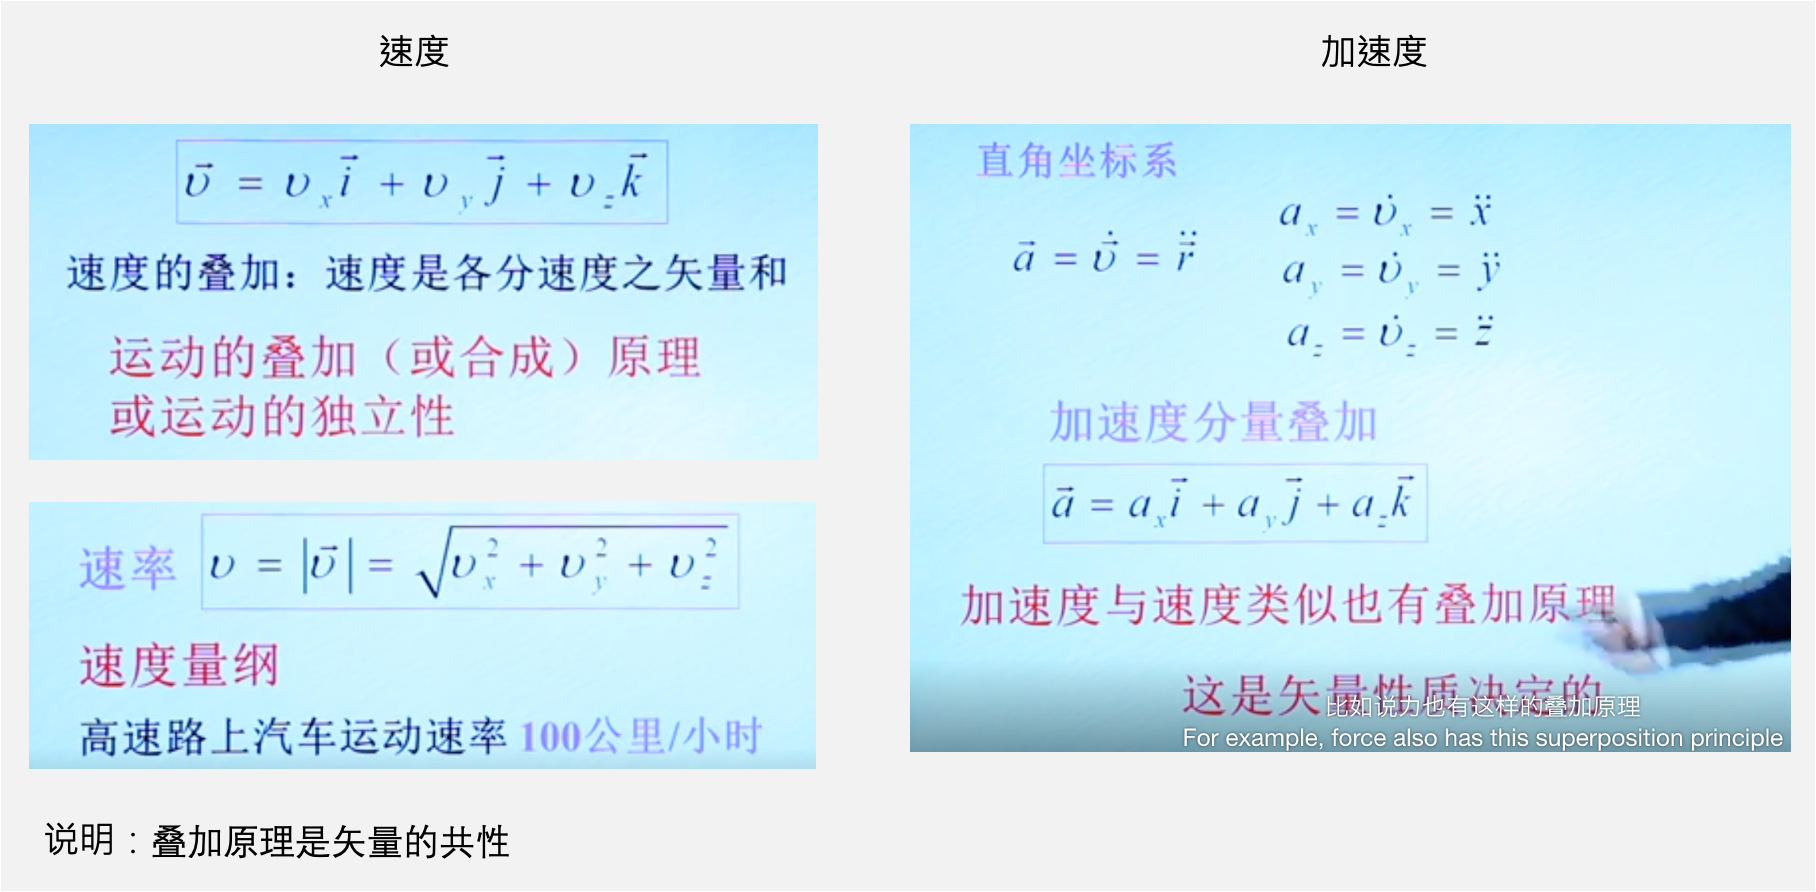 速度
$\vec{v} = v_x\vec{i} + v_y\vec{j} + v_z\vec{k}$
速度的叠加：速度是各分速度之矢量和
运动的叠加（或合成）原理
或运动的独立性
速率 $v = |\vec{v}| = \sqrt{v_x^2 + v_y^2 + v_z^2}$
速度量纲
高速路上汽车运动速率 100公里/小时
说明：叠加原理是矢量的共性
加速度
直角坐标系
$\vec{a} = \dot{\vec{v}} = \ddot{\vec{r}}$
$a_x = \dot{v}_x = \ddot{x}$
$a_y = \dot{v}_y = \ddot{y}$
$a_z = \dot{v}_z = \ddot{z}$
加速度分量叠加
$\vec{a} = a_x\vec{i} + a_y\vec{j} + a_z\vec{k}$
加速度与速度类似也有叠加原理
这是矢量性质决定的
比如说力也有这样的叠加原理
For example, force also has this superposition principle